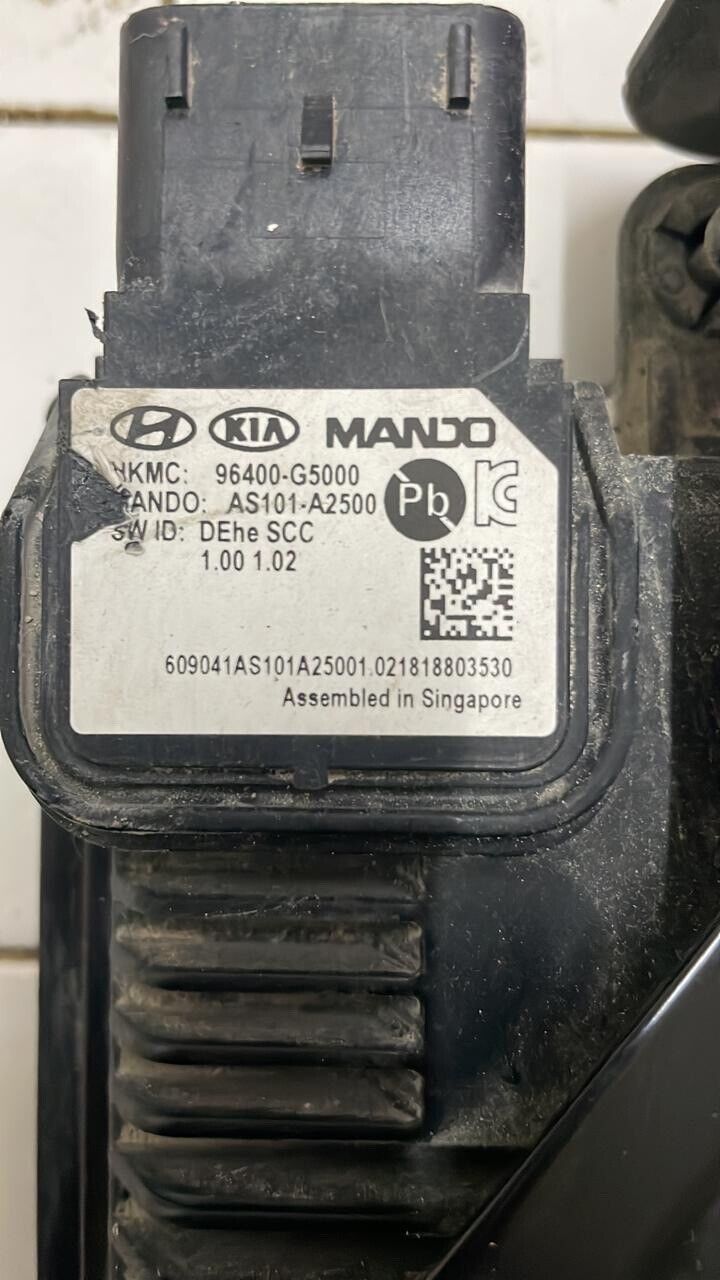 KIA MANDO
HKMC: 96400-G5000
MANDO: AS101-A2500
Pb
SW ID: DEhe SCC
1.00 1.02
609041AS101A25001.021818803530
Assembled in Singapore